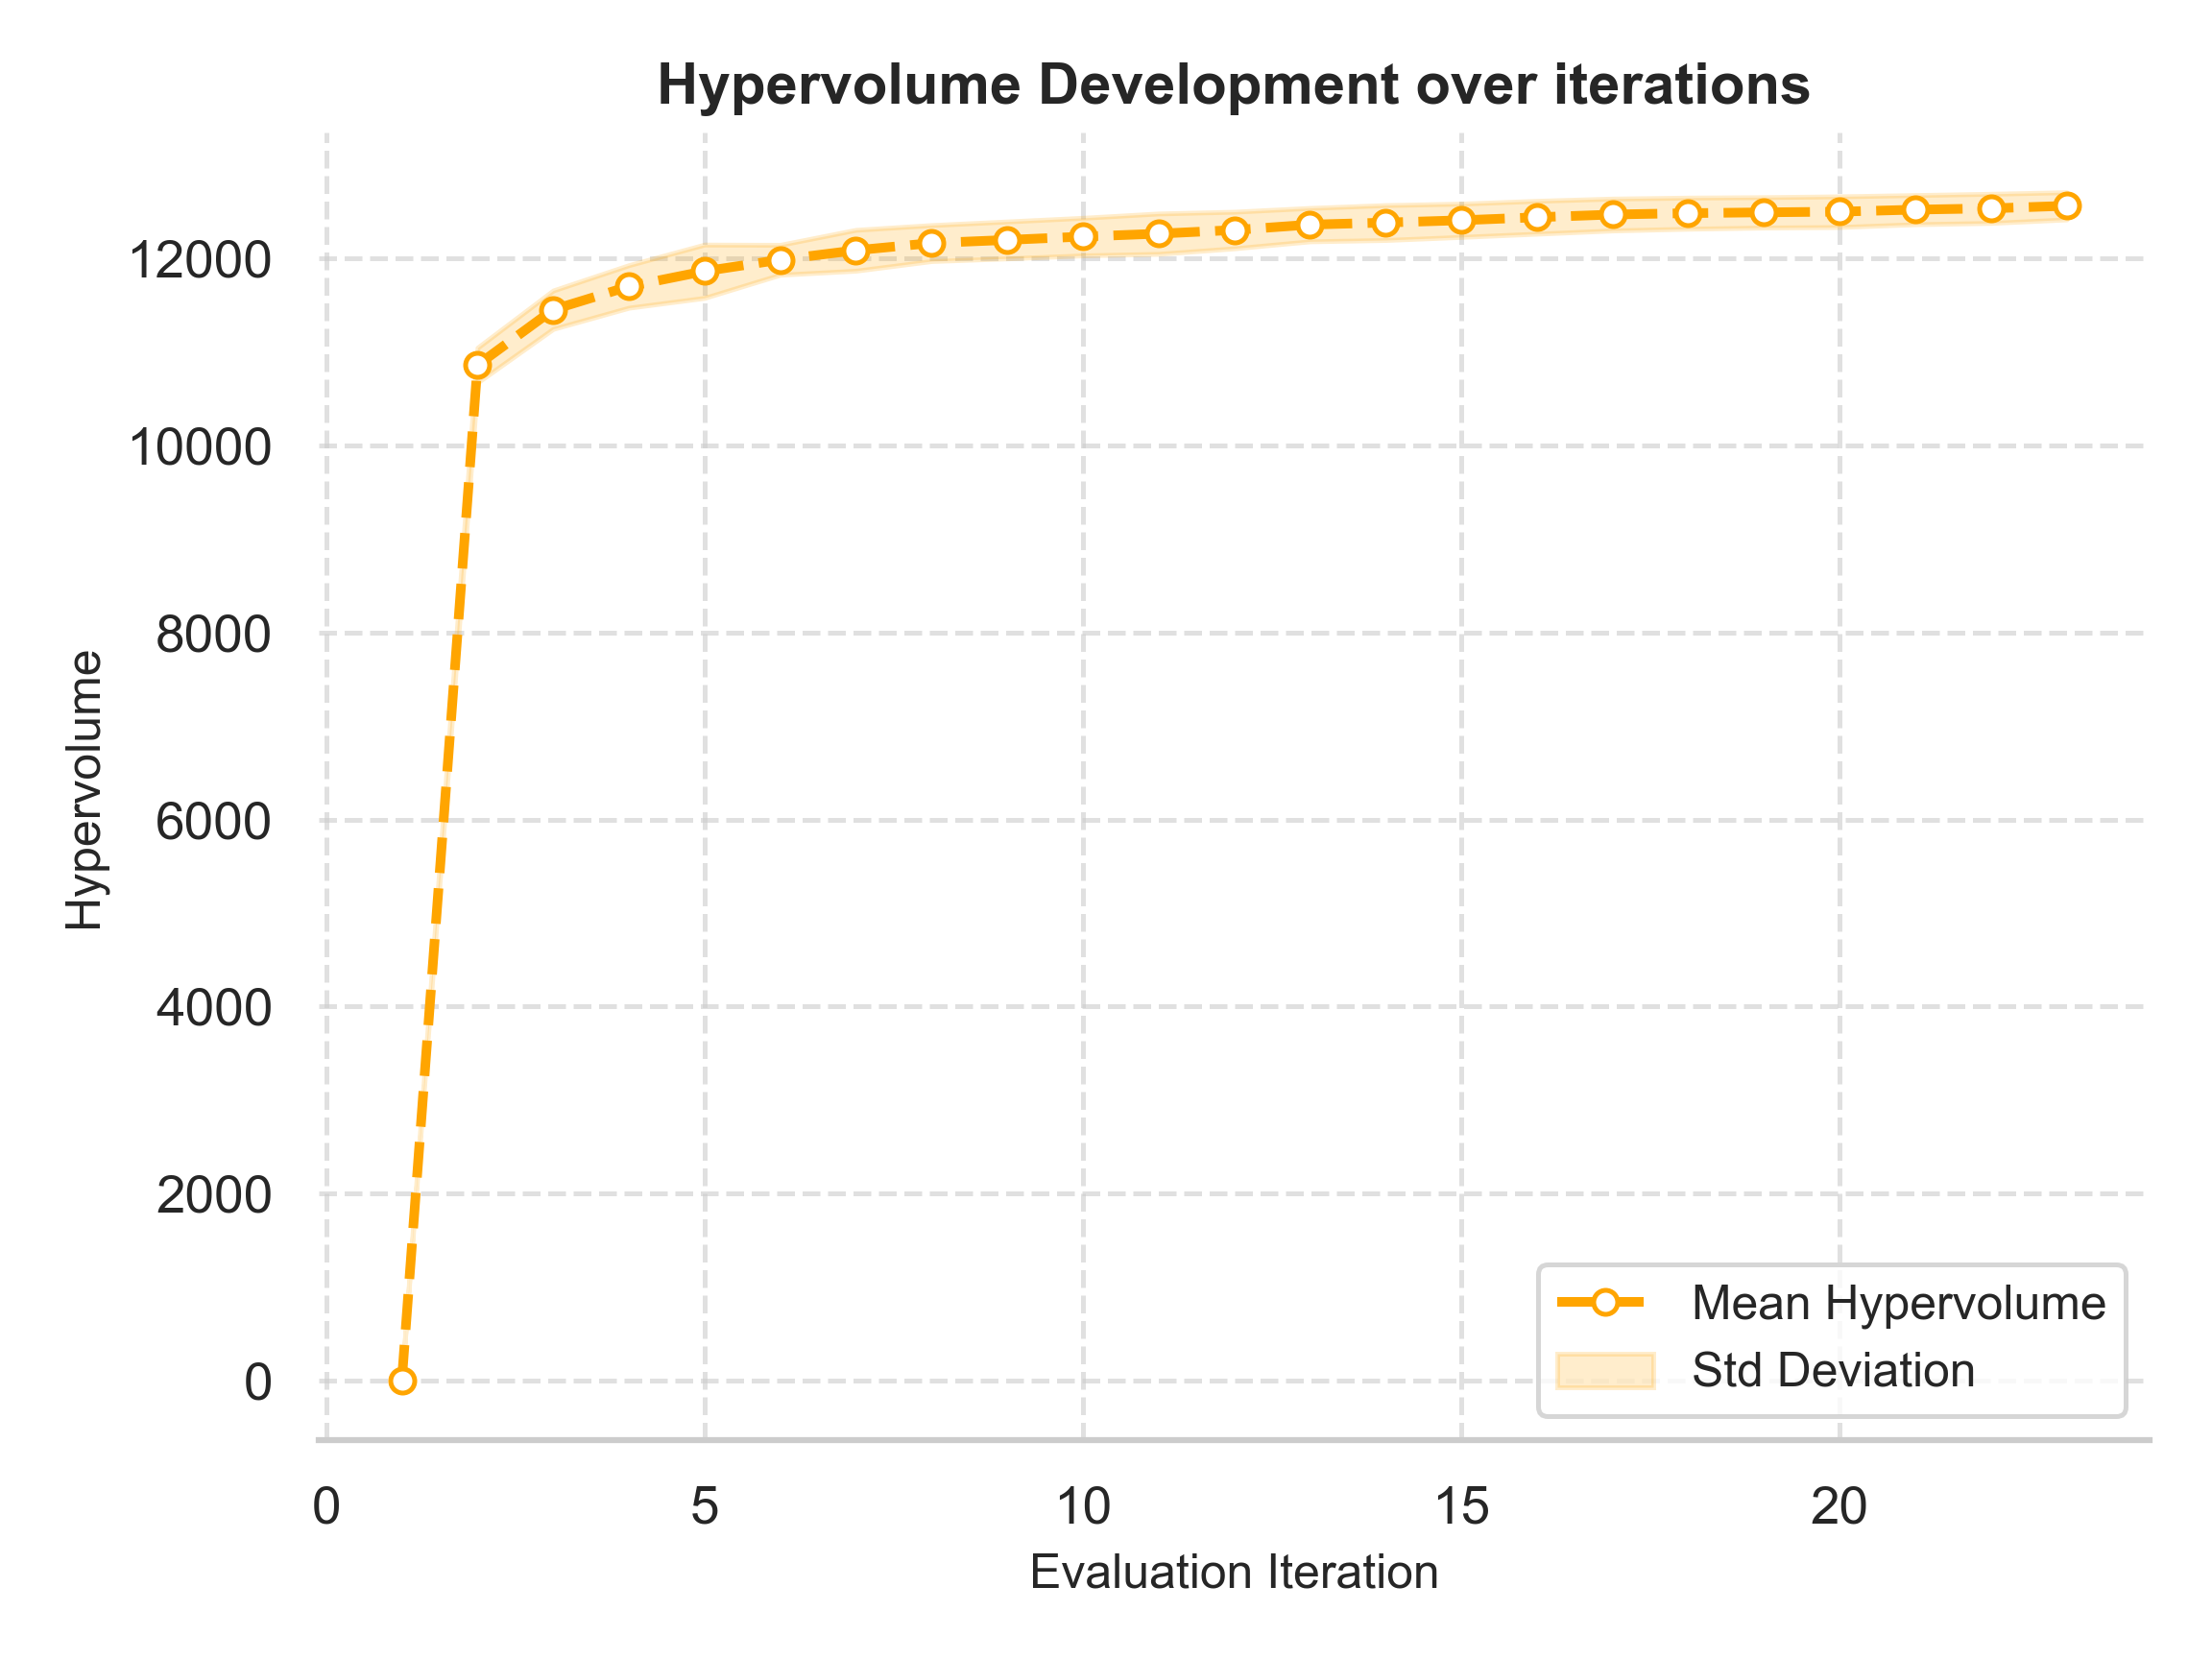 Hypervolume Development over iterations
12000
10000
8000
6000
4000
2000
0
Hypervolume
Mean Hypervolume
Std Deviation
0 5 10 15 20
Evaluation Iteration